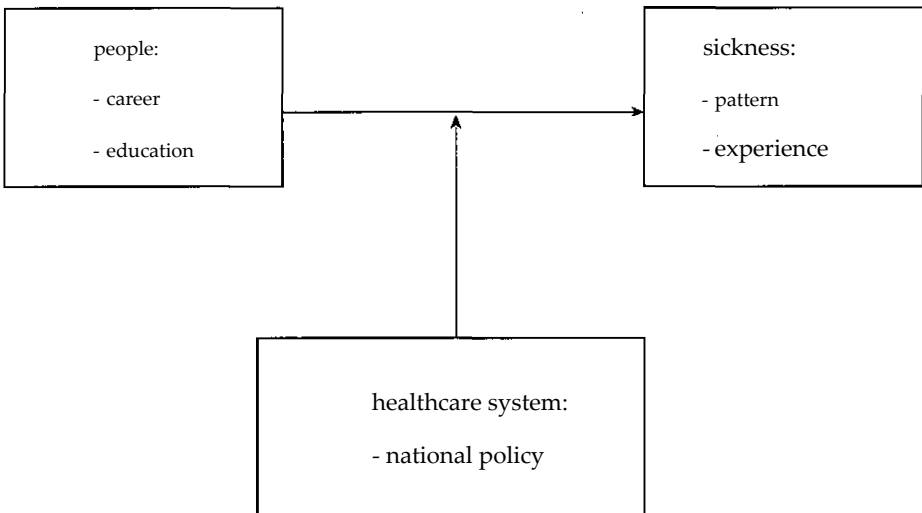 people:
- career
- education
sickness:
- pattern
- experience
healthcare system:
- national policy